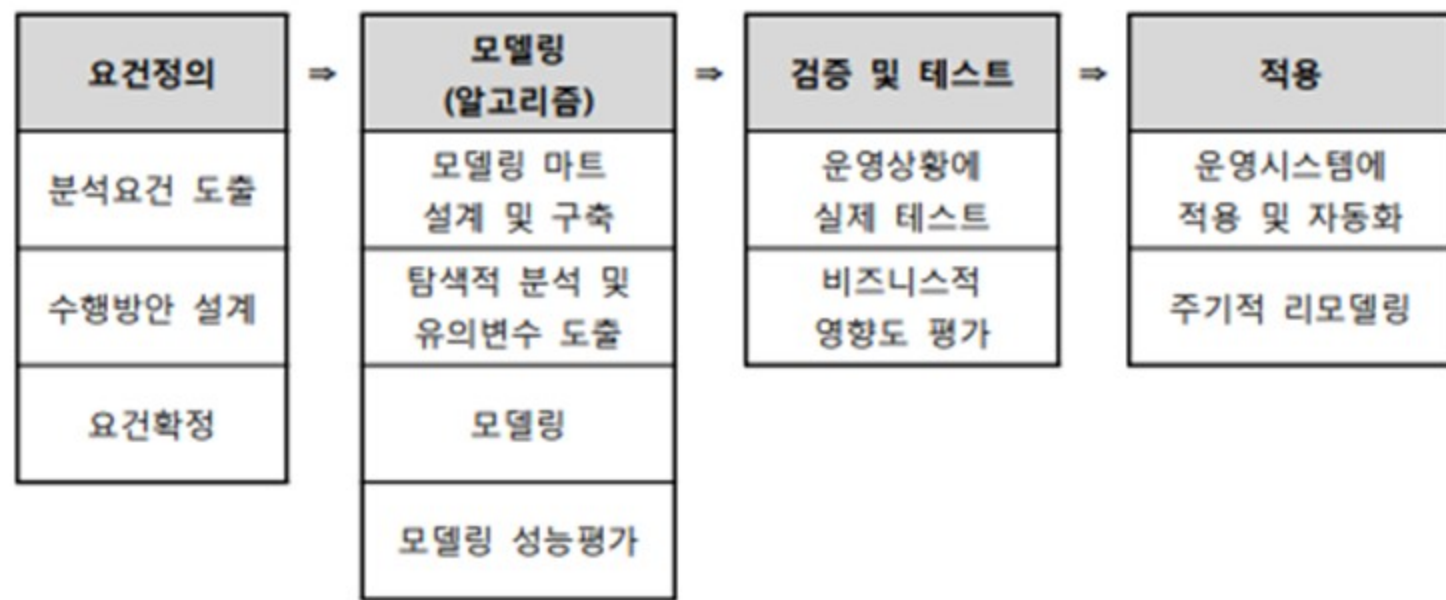 요건정의
⇒
모델링
(알고리즘)
⇒
검증 및 테스트
⇒
적용
분석요건 도출
모델링 마트
설계 및 구축
운영상황에
실제 테스트
운영시스템에
적용 및 자동화
수행방안 설계
탐색적 분석 및
유의변수 도출
비즈니스적
영향도 평가
주기적 리모델링
요건확정
모델링
모델링 성능평가